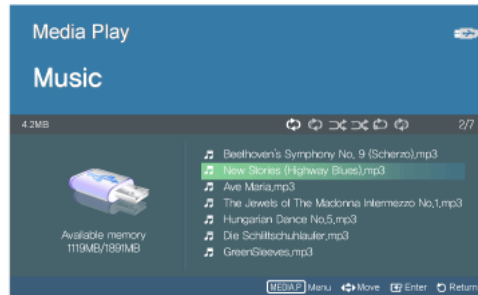 Media Play
Music
4.2MB
2/7
Beethoven's Symphony No. 9 (Scherzo).mp3
New Stories (Highway Blues).mp3
Ave Maria.mp3
The Jewels of The Madonna Intermezzo No.1.mp3
Hungarian Dance No.5.mp3
Die Schlittschuhlaufer.mp3
GreenSleeves.mp3
Available memory
1119MB/1891MB
MEDIA.P Menu Move Enter Return